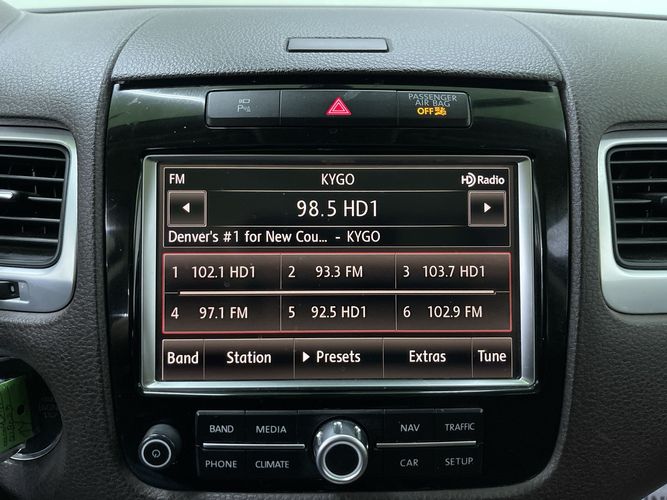 P
PASSENGER
AIR BAG
OFF
FM KYGO HD Radio
98.5 HD1
Denver's #1 for New Cou... - KYGO
1 102.1 HD1 2 93.3 FM 3 103.7 HD1
4 97.1 FM 5 92.5 HD1 6 102.9 FM
Band Station Presets Extras Tune
BAND MEDIA NAV TRAFFIC
PHONE CLIMATE CAR SETUP